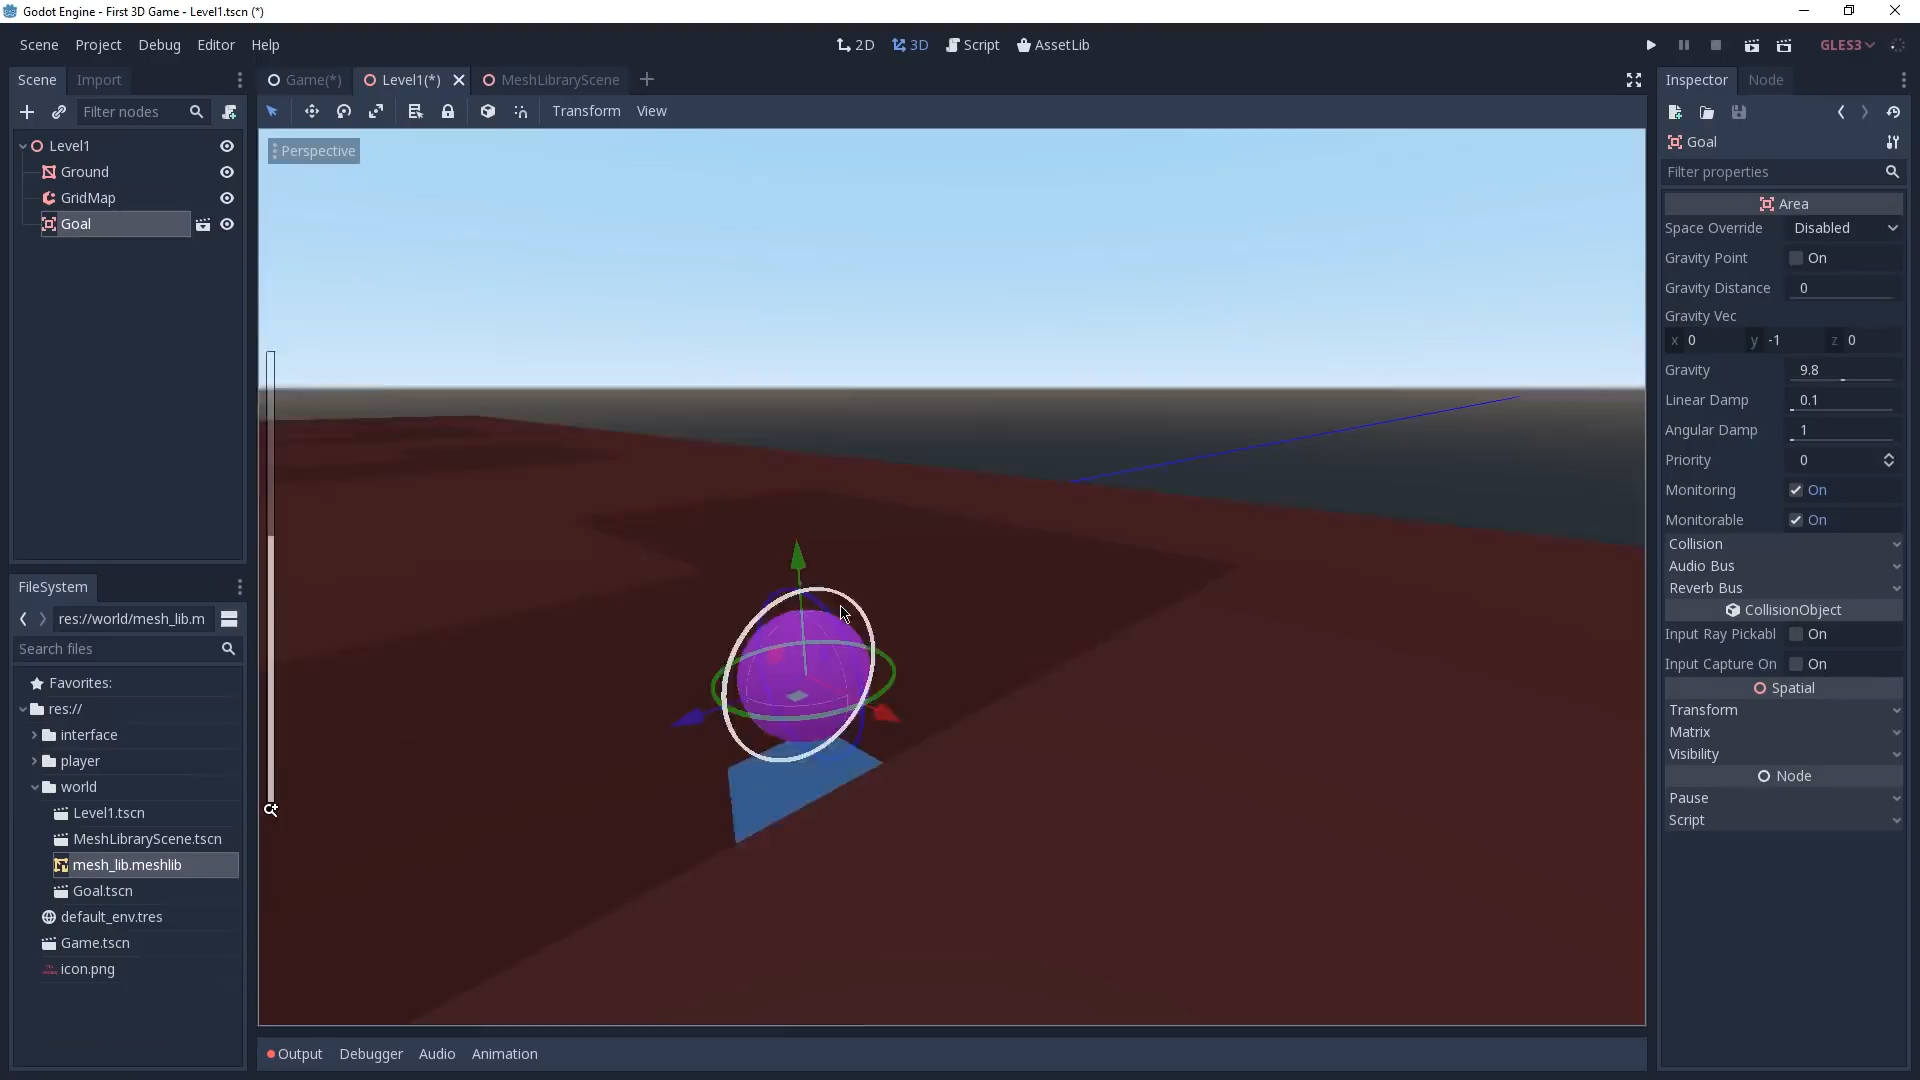 Godot Engine - First 3D Game - Level1.tscn (*)
Scene Project Debug Editor Help
2D 3D Script AssetLib
GLES3
Scene Import
Game(*) Level1(*) MeshLibraryScene
Inspector Node
Filter nodes
Transform View
Level1
Ground
GridMap
Goal
Perspective
FileSystem
res://world/mesh_lib.m
Search files
Favorites:
res://
interface
player
world
Level1.tscn
MeshLibraryScene.tscn
mesh_lib.meshlib
Goal.tscn
default_env.tres
Game.tscn
icon.png
Output Debugger Audio Animation
Goal
Filter properties
Area
Space Override Disabled
Gravity Point On
Gravity Distance 0
Gravity Vec
x 0 y -1 z 0
Gravity 9.8
Linear Damp 0.1
Angular Damp 1
Priority 0
Monitoring On
Monitorable On
Collision
Audio Bus
Reverb Bus
CollisionObject
Input Ray Pickabl On
Input Capture On On
Spatial
Transform
Matrix
Visibility
Node
Pause
Script